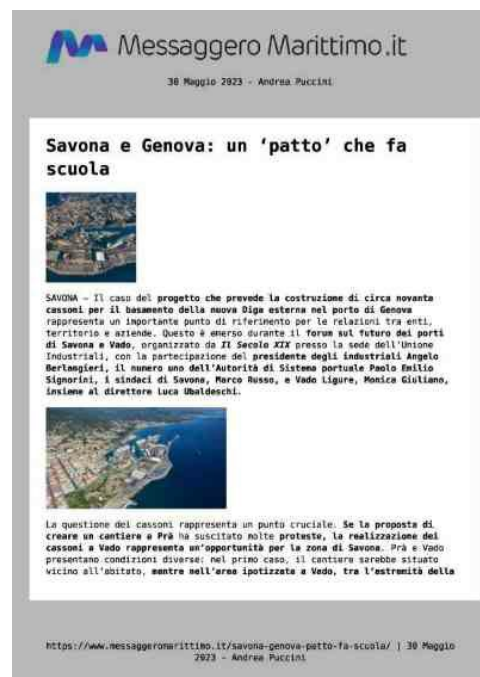 Messaggero Marittimo.it
30 Maggio 2023 - Andrea Puccini
Savona e Genova: un ‘patto’ che fa
scuola
SAVONA – Il caso del progetto che prevede la costruzione di circa novanta
cassoni per il basamento della nuova Diga esterna nel porto di Genova
rappresenta un importante punto di riferimento per le relazioni tra enti,
territorio e aziende. Questo è emerso durante il forum sul futuro dei porti
di Savona e Vado, organizzato da Il Secolo XIX presso la sede dell'Unione
Industriali, con la partecipazione del presidente degli industriali Angelo
Berlangieri, il numero uno dell'Autorità di Sistema portuale Paolo Emilio
Signorini, i sindaci di Savona, Marco Russo, e Vado Ligure, Monica Giuliano,
insieme al direttore Luca Ubaldeschi.
La questione dei cassoni rappresenta un punto cruciale. Se la proposta di
creare un cantiere a Prà ha suscitato molte proteste, la realizzazione dei
cassoni a Vado rappresenta un'opportunità per la zona di Savona. Prà e Vado
presentano condizioni diverse: nel primo caso, il cantiere sarebbe situato
vicino all'abitato, mentre nell'area ipotizzata a Vado, tra l'estremità della
https://www.messaggeromarittimo.it/savona-genova-patto-fa-scuola/ | 30 Maggio
2023 - Andrea Puccini